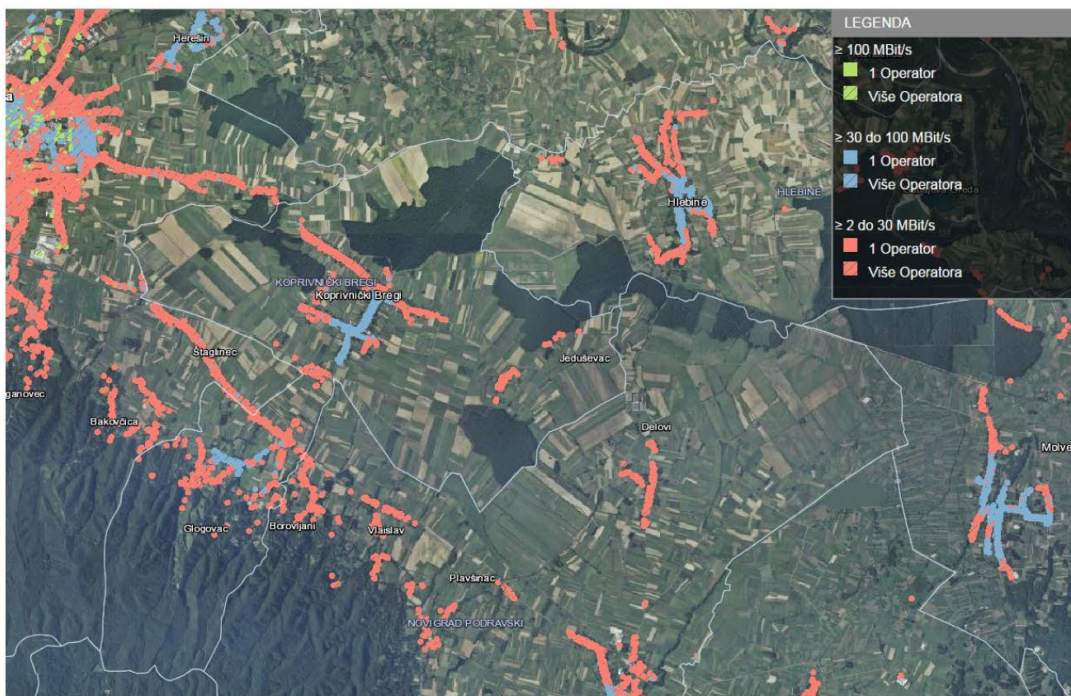 LEGENDA
≥ 100 MBit/s
1 Operator
Više Operatora
≥ 30 do 100 MBit/s
1 Operator
Više Operatora
≥ 2 do 30 MBit/s
1 Operator
Više Operatora
Herešin
a
HLEBINE
Hlebine
KOPRIVNIČKI BREGI
Koprivnički Bregi
Štaglinec
Jeduševac
ganovec
Bakovčica
Delovi
Molve
Glogovac
Borovljani
Vlaislav
Plavšinac
NOVIGRAD PODRAVSKI